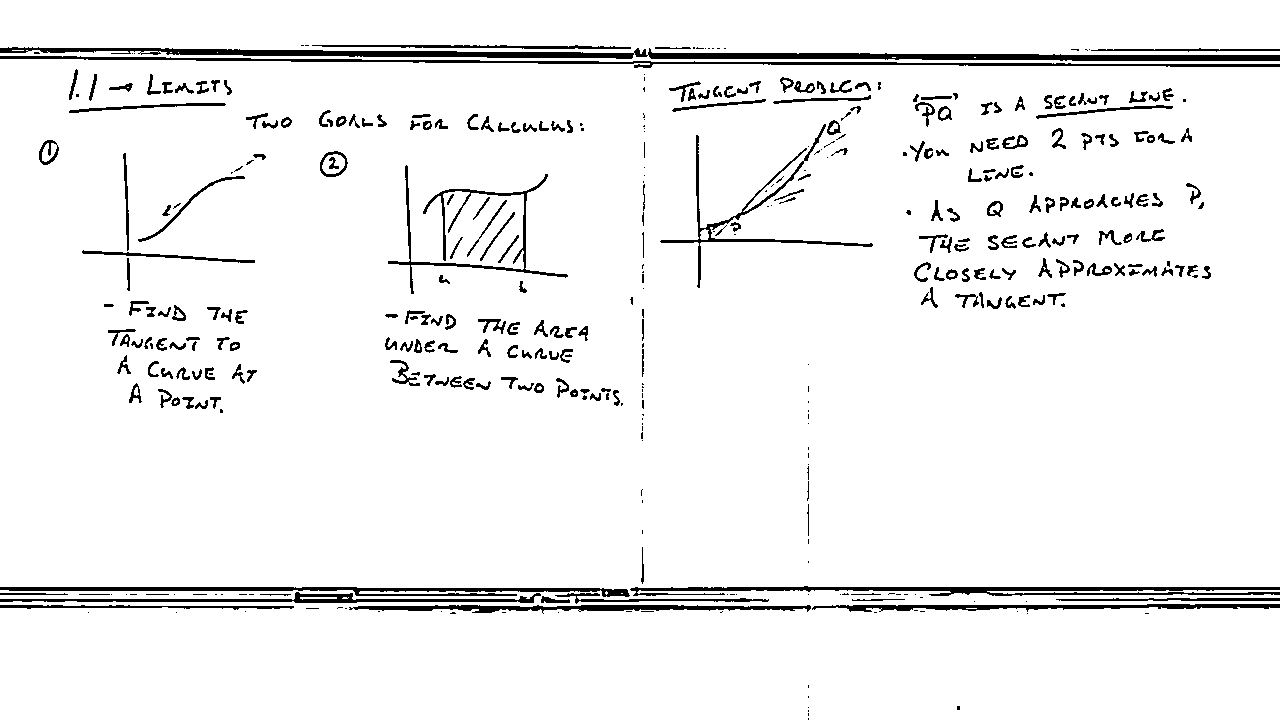 1.1 → LIMITS
TWO GOALS FOR CALCULUS:
①
②
a b
- FIND THE
TANGENT TO
A CURVE AT
A POINT.
- FIND THE AREA
UNDER A CURVE
BETWEEN TWO POINTS.
TANGENT PROBLEM:
Q
P
"PQ" IS A SECANT LINE.
· YOU NEED 2 PTS FOR A
LINE.
· AS Q APPROACHES P,
THE SECANT MORE
CLOSELY APPROXIMATES
A TANGENT.